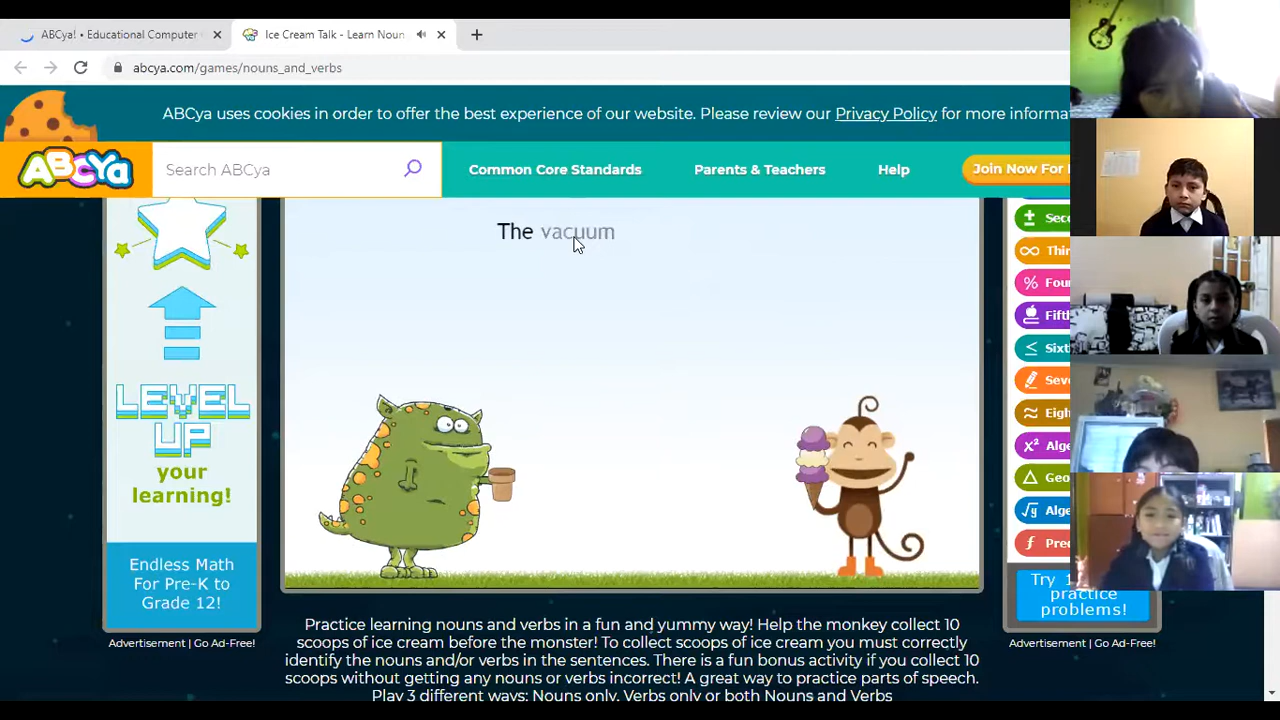 ABCya! • Educational Computer
Ice Cream Talk - Learn Noun
abcya.com/games/nouns_and_verbs
ABCya uses cookies in order to offer the best experience of our website. Please review our Privacy Policy for more informa
ABCYa
Search ABCya
Common Core Standards
Parents & Teachers
Help
Join Now For
The vacuum
LEVEL
UP
your
learning!
Endless Math
For Pre-K to
Grade 12!
Advertisement | Go Ad-Free!
Seco
Thir
Four
Fifth
Sixt
Seve
Eigh
Alge
Geo
Alge
Prec
Try 1
practice
problems!
Advertisement | Go Ad-Free!
Practice learning nouns and verbs in a fun and yummy way! Help the monkey collect 10
scoops of ice cream before the monster! To collect scoops of ice cream you must correctly
identify the nouns and/or verbs in the sentences. There is a fun bonus activity if you collect 10
scoops without getting any nouns or verbs incorrect! A great way to practice parts of speech.
Play 3 different ways: Nouns only, Verbs only or both Nouns and Verbs